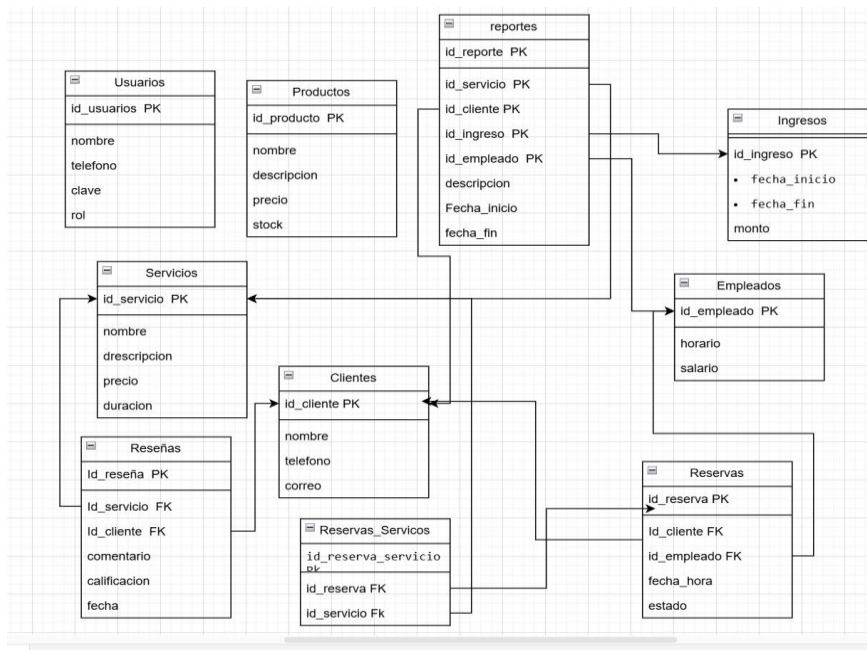 reportes
id_reporte PK
id_servicio PK
id_cliente PK
id_ingreso PK
id_empleado PK
descripcion
Fecha_inicio
fecha_fin
Usuarios
id_usuarios PK
nombre
telefono
clave
rol
Productos
id_producto PK
nombre
descripcion
precio
stock
Ingresos
id_ingreso PK
• fecha_inicio
• fecha_fin
monto
Servicios
id_servicio PK
nombre
drescripcion
precio
duracion
Empleados
id_empleado PK
horario
salario
Clientes
id_cliente PK
nombre
telefono
correo
Reseñas
Id_reseña PK
Id_servicio FK
Id_cliente FK
comentario
calificacion
fecha
Reservas_Servicos
id_reserva_servicio
Pk
id_reserva FK
id_servicio Fk
Reservas
id_reserva PK
Id_cliente FK
id_empleado FK
fecha_hora
estado